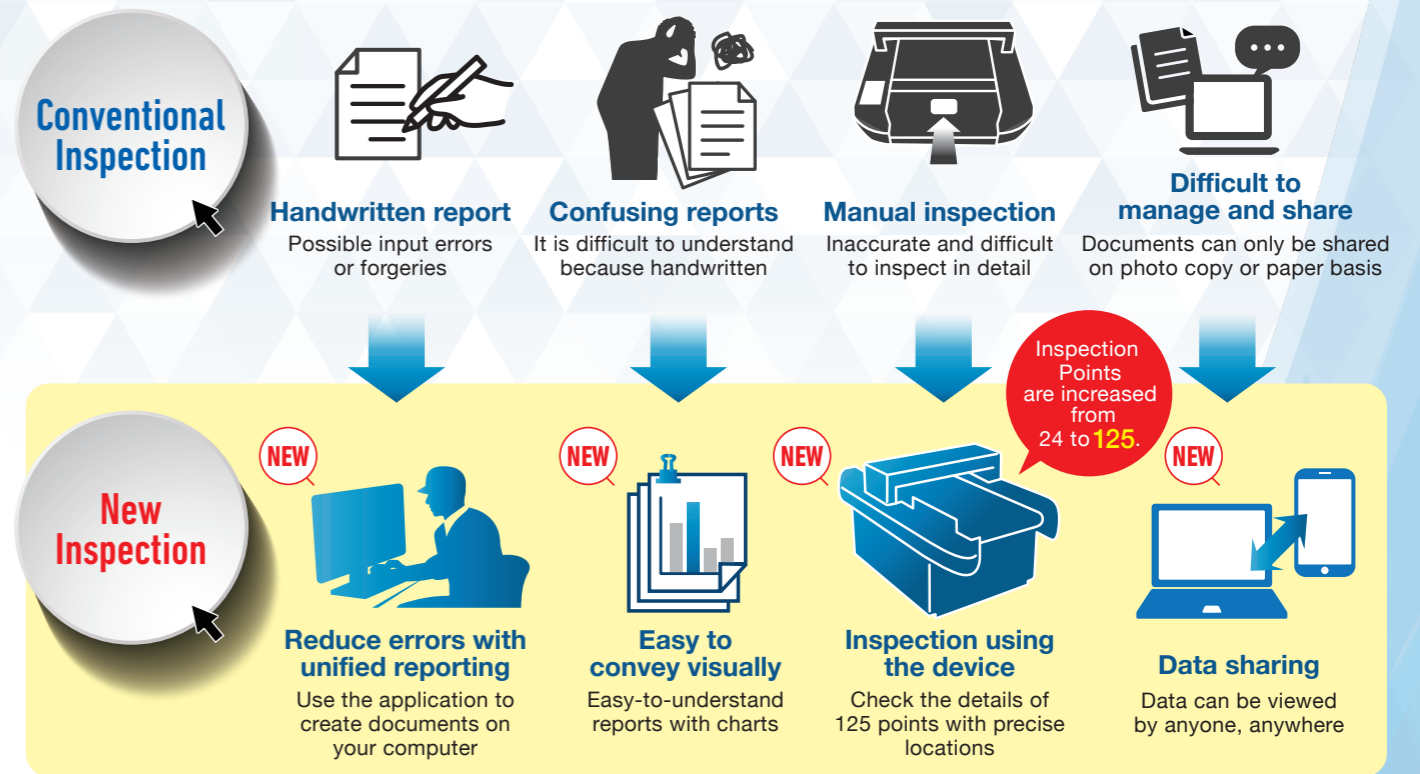 Conventional
Inspection
Handwritten report
Possible input errors
or forgeries
Confusing reports
It is difficult to understand
because handwritten
Manual inspection
Inaccurate and difficult
to inspect in detail
Difficult to
manage and share
Documents can only be shared
on photo copy or paper basis
Inspection
Points
are increased
from
24 to 125.
New
Inspection
NEW
Reduce errors with
unified reporting
Use the application to
create documents on
your computer
NEW
Easy to
convey visually
Easy-to-understand
reports with charts
NEW
Inspection using
the device
Check the details of
125 points with precise
locations
NEW
Data sharing
Data can be viewed
by anyone, anywhere